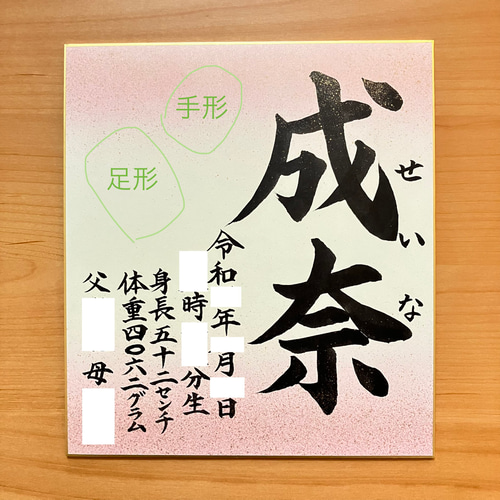 成奈
せいな
令和 年 月 日
時 分生
身長五十二センチ
体重四〇六二グラム
父 母
手形
足形